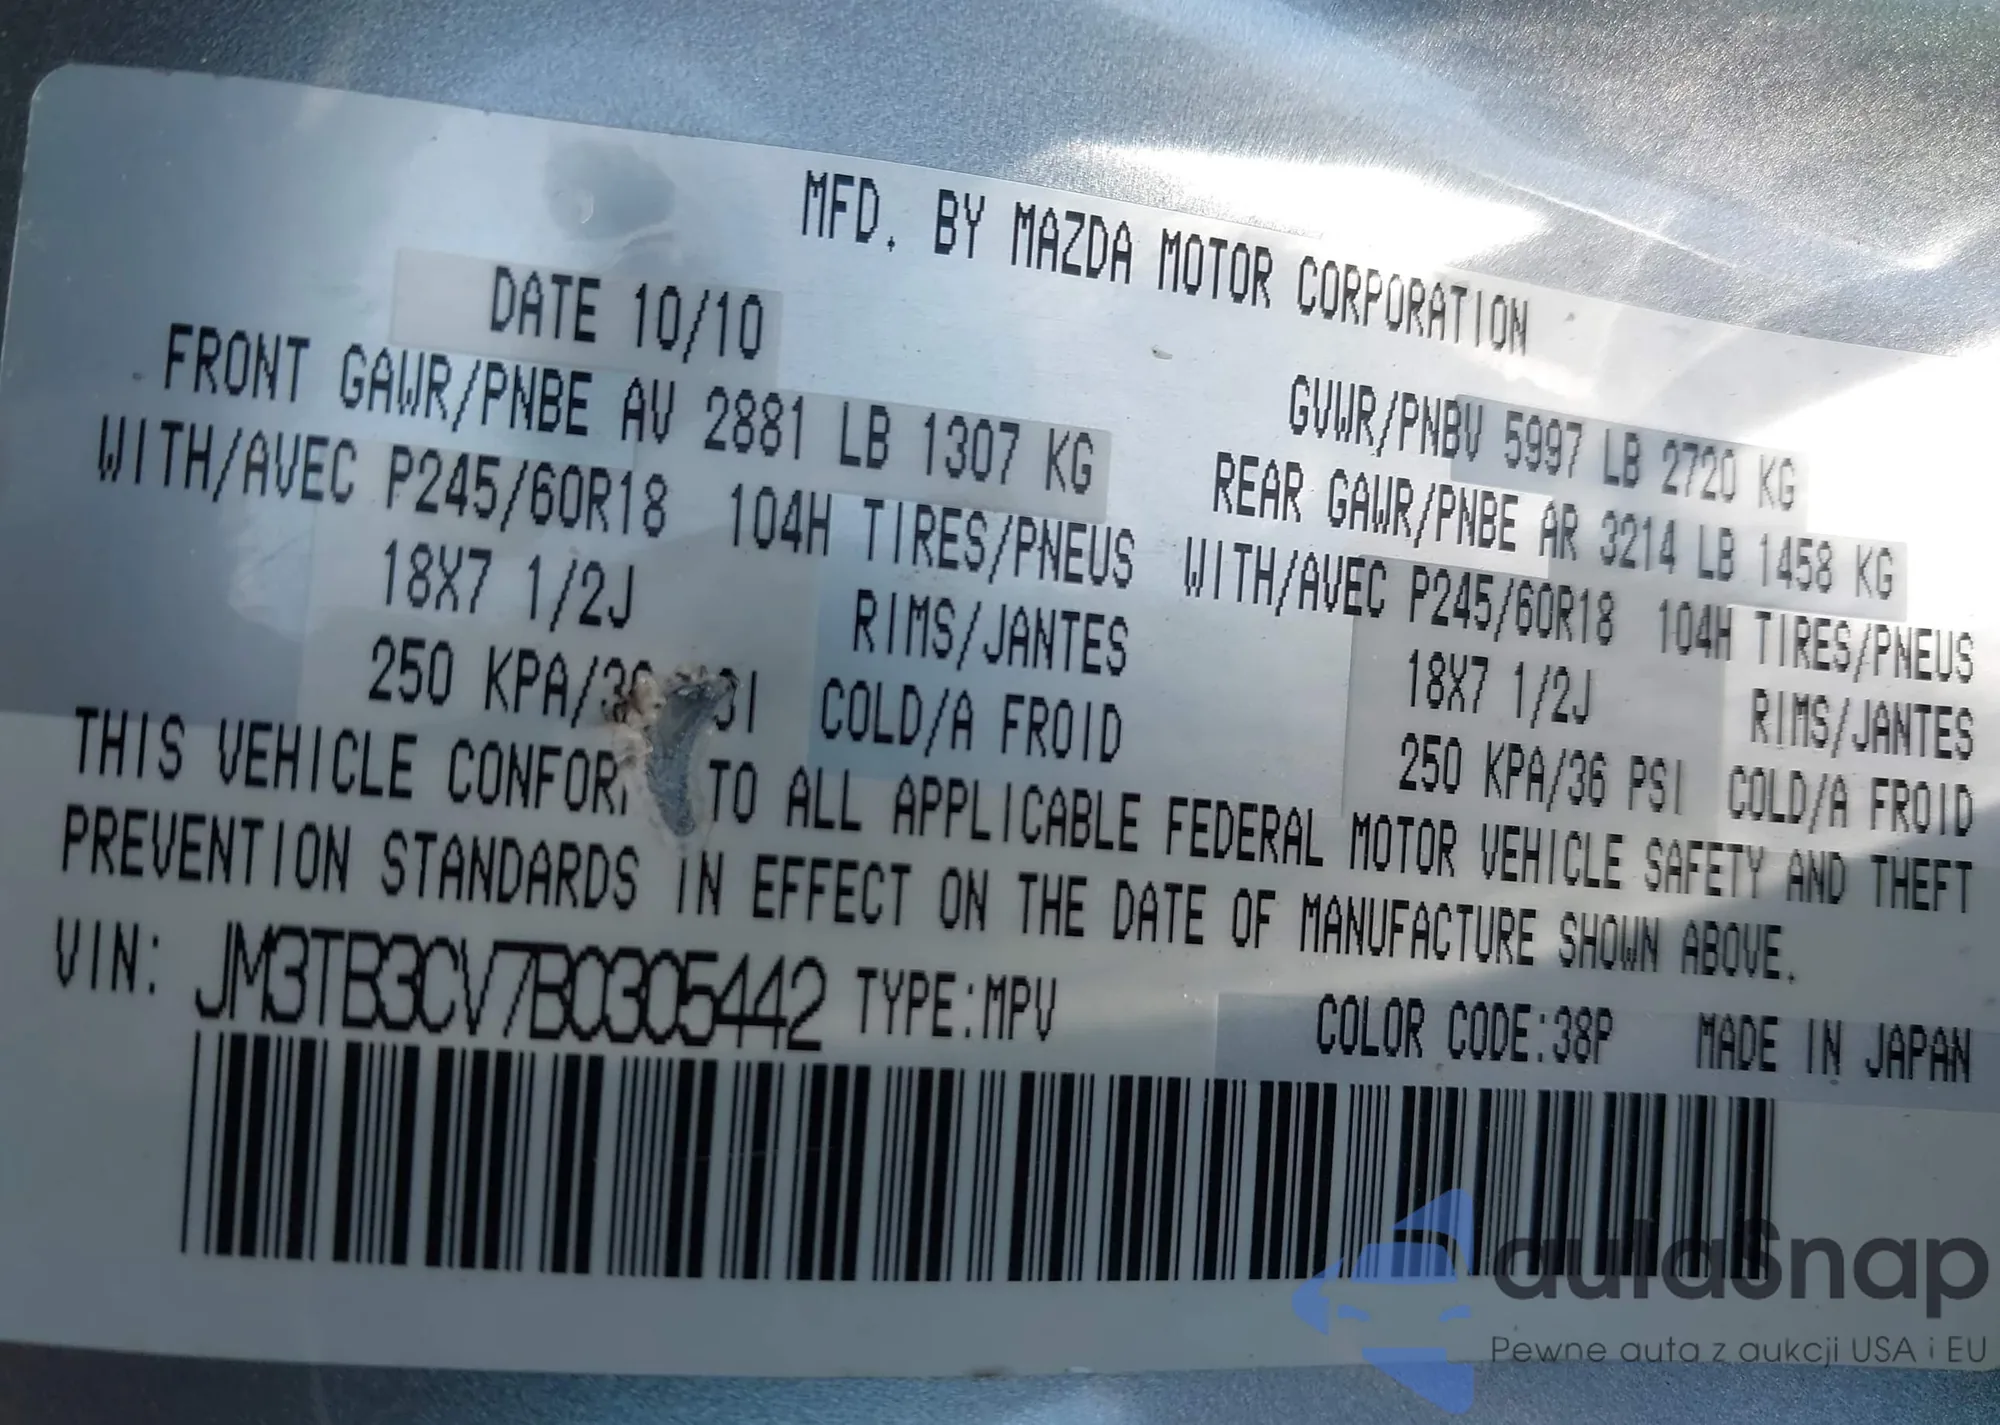 MFD. BY MAZDA MOTOR CORPORATION
DATE 10/10
GVWR/PNBV 5997 LB 2720 KG
FRONT GAWR/PNBE AV 2881 LB 1307 KG
REAR GAWR/PNBE AR 3214 LB 1458 KG
WITH/AVEC P245/60R18 104H TIRES/PNEUS
WITH/AVEC P245/60R18 104H TIRES/PNEUS
18X7 1/2J RIMS/JANTES
18X7 1/2J RIMS/JANTES
250 KPA/ COLD/A FROID
250 KPA/36 PSI COLD/A FROID
THIS VEHICLE TO ALL APPLICABLE FEDERAL MOTOR VEHICLE SAFETY AND THEFT
PREVENTION STANDARDS IN EFFECT ON THE DATE OF MANUFACTURE SHOWN ABOVE.
VIN: JM3TB3CV7B0305442 TYPE:MPV COLOR CODE:38P MADE IN JAPAN
aulaSnap
Pewne auta z aukcji USA i EU